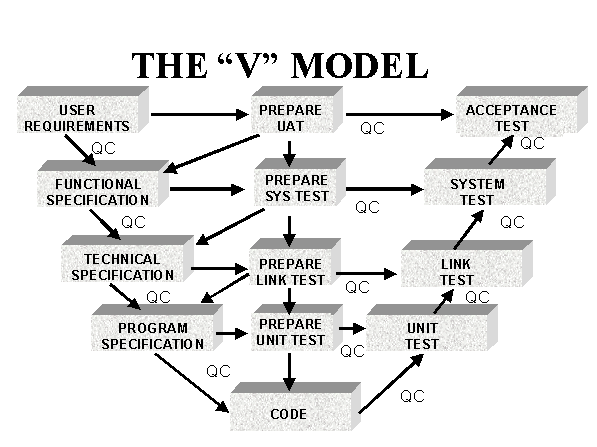 THE “V” MODEL
USER
REQUIREMENTS
PREPARE
UAT
QC
ACCEPTANCE
TEST
QC
QC
FUNCTIONAL
SPECIFICATION
PREPARE
SYS TEST
QC
SYSTEM
TEST
QC
QC
TECHNICAL
SPECIFICATION
PREPARE
LINK TEST
QC
LINK
TEST
QC
QC
PROGRAM
SPECIFICATION
PREPARE
UNIT TEST
QC
UNIT
TEST
QC
CODE
QC